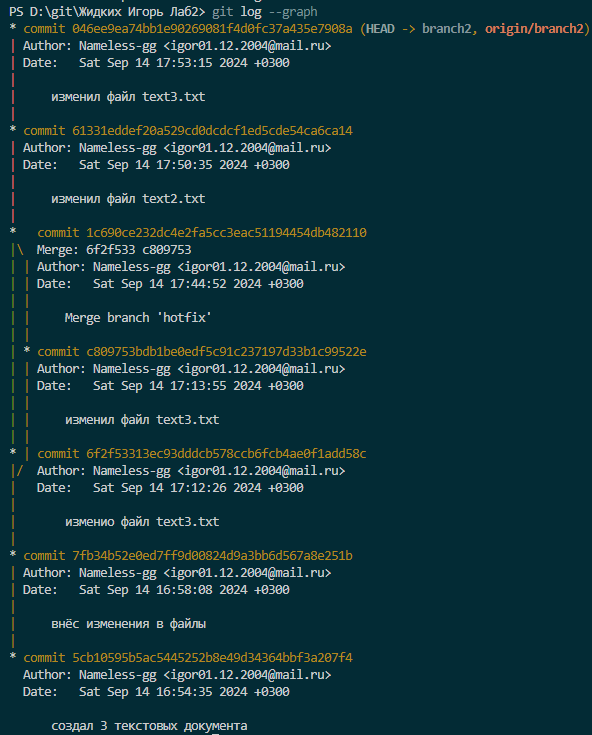 PS D:\git\Жидких Игорь Лаб2> git log --graph
* commit 046ee9ea74bb1e90269081f4d0fc37a435e7908a (HEAD -> branch2, origin/branch2)
| Author: Nameless-gg <igor01.12.2004@mail.ru>
| Date:   Sat Sep 14 17:53:15 2024 +0300
|
|     изменил файл text3.txt
|
* commit 61331eddef20a529cd0dcdcf1ed5cde54ca6ca14
| Author: Nameless-gg <igor01.12.2004@mail.ru>
| Date:   Sat Sep 14 17:50:35 2024 +0300
|
|     изменил файл text2.txt
|
*   commit 1c690ce232dc4e2fa5cc3eac51194454db482110
|\  Merge: 6f2f533 c809753
| | Author: Nameless-gg <igor01.12.2004@mail.ru>
| | Date:   Sat Sep 14 17:44:52 2024 +0300
| |
| |     Merge branch 'hotfix'
| |
| * commit c809753bdb1be0edf5c91c237197d33b1c99522e
| | Author: Nameless-gg <igor01.12.2004@mail.ru>
| | Date:   Sat Sep 14 17:13:55 2024 +0300
| |
| |     изменил файл text3.txt
| |
* | commit 6f2f53313ec93dddcb578ccb6fcb4ae0f1add58c
|/  Author: Nameless-gg <igor01.12.2004@mail.ru>
|   Date:   Sat Sep 14 17:12:26 2024 +0300
|
|       изменио файл text3.txt
|
* commit 7fb34b52e0ed7ff9d00824d9a3bb6d567a8e251b
| Author: Nameless-gg <igor01.12.2004@mail.ru>
| Date:   Sat Sep 14 16:58:08 2024 +0300
|
|     внёс изменения в файлы
|
* commit 5cb10595b5ac5445252b8e49d34364bbf3a207f4
  Author: Nameless-gg <igor01.12.2004@mail.ru>
  Date:   Sat Sep 14 16:54:35 2024 +0300

      создал 3 текстовых документа